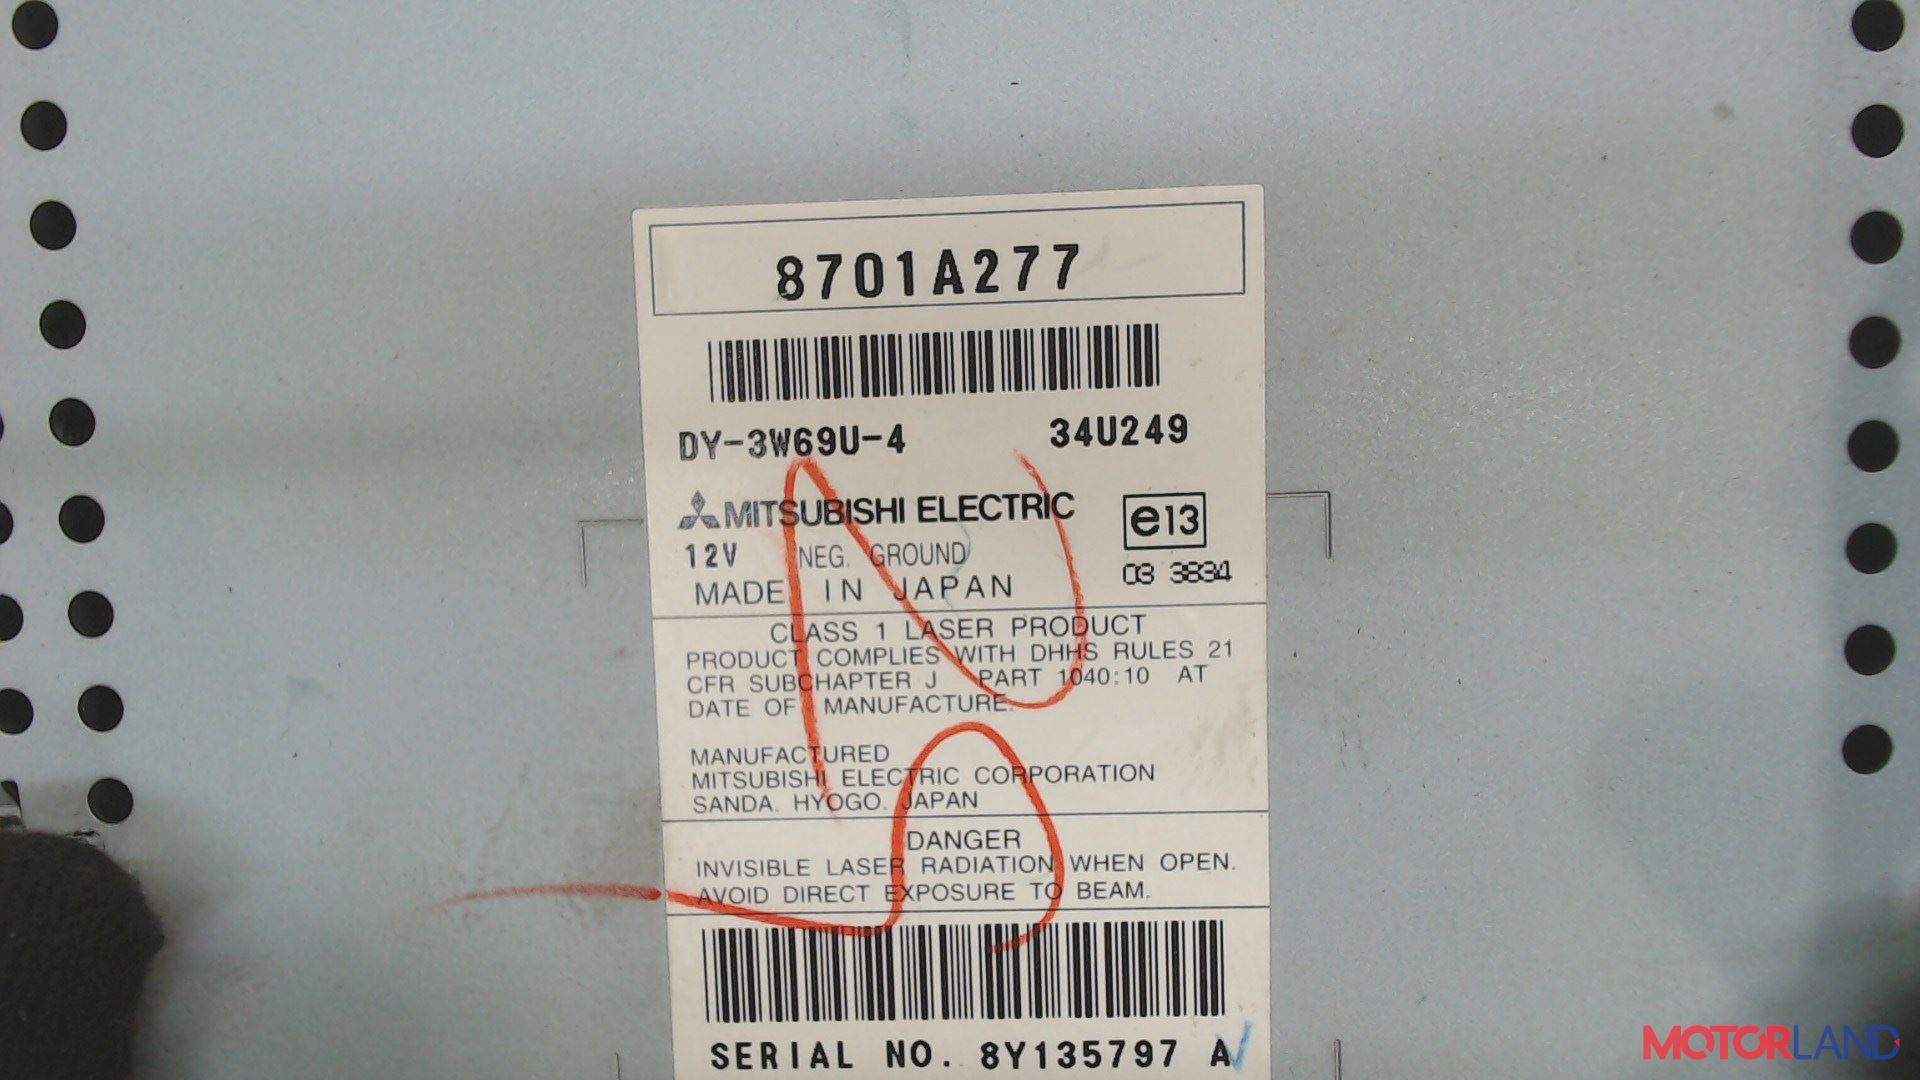 8701A277
DY-3W69U-4 34U249
MITSUBISHI ELECTRIC e13
12V NEG. GROUND
MADE IN JAPAN 03 3834
CLASS 1 LASER PRODUCT
PRODUCT COMPLIES WITH DHHS RULES 21
CFR SUBCHAPTER J PART 1040:10 AT
DATE OF MANUFACTURE.
MANUFACTURED
MITSUBISHI ELECTRIC CORPORATION
SANDA. HYOGO. JAPAN
DANGER
INVISIBLE LASER RADIATION WHEN OPEN.
AVOID DIRECT EXPOSURE TO BEAM.
SERIAL NO. 8Y135797 A
MOTORLAND